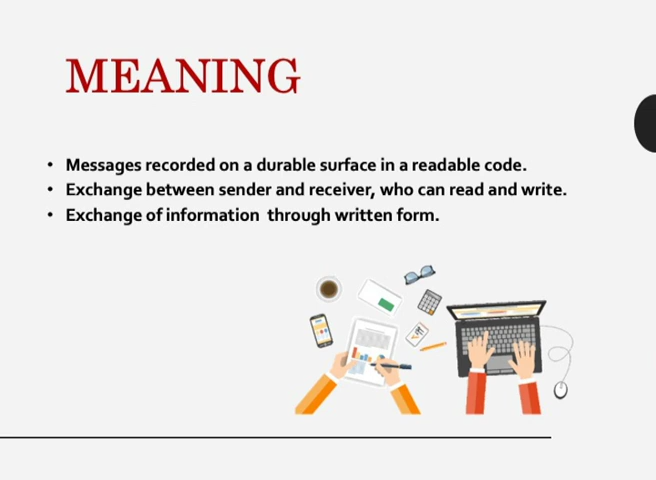 MEANING
• Messages recorded on a durable surface in a readable code.
• Exchange between sender and receiver, who can read and write.
• Exchange of information  through written form.